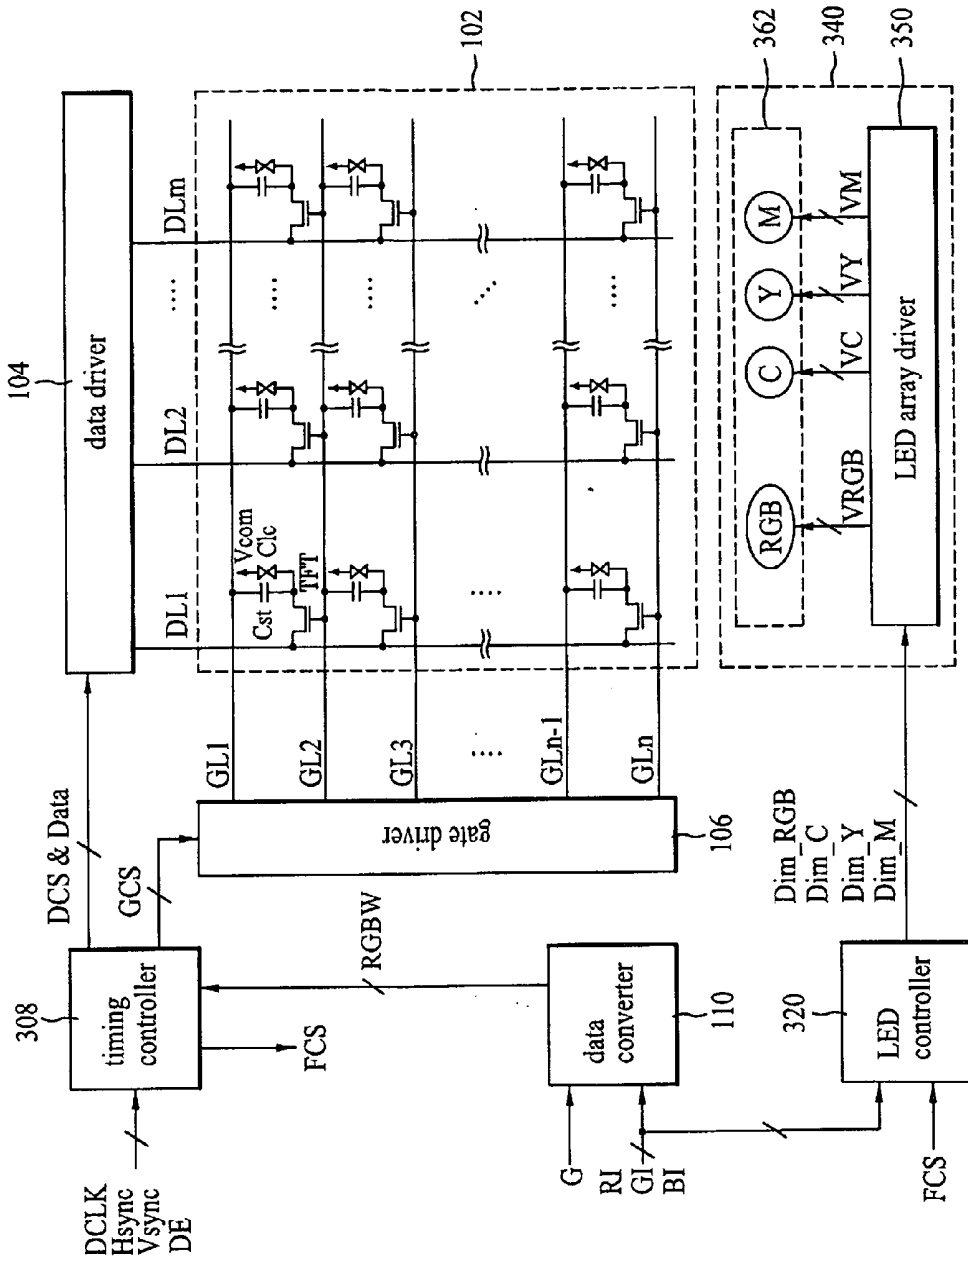 DCLK
Hsync
Vsync
DE
308
timing
controller
FCS
DCS & Data
GCS
RGBW
104
data driver
DL1
DL2
....
DLm
102
Vcom
Clc
Cst
TFT
GL1
GL2
GL3
....
GLn-1
GLn
....
....
....
....
....
....
gate driver
106
G
RI
GI
BI
data
converter
110
FCS
320
LED
controller
Dim_RGB
Dim_C
Dim_Y
Dim_M
RGB
C
Y
M
362
340
VRGB
VC
VY
VM
LED array driver
350